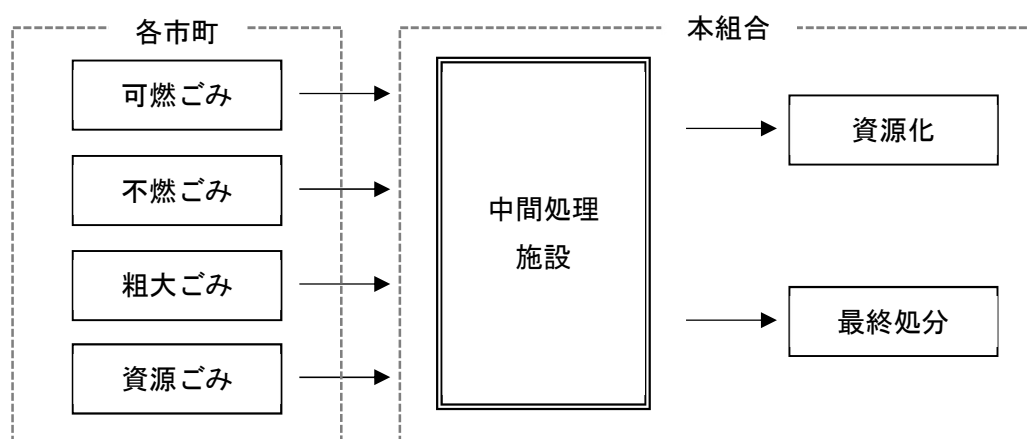 各市町
本組合
可燃ごみ
不燃ごみ
粗大ごみ
資源ごみ
中間処理
施設
資源化
最終処分